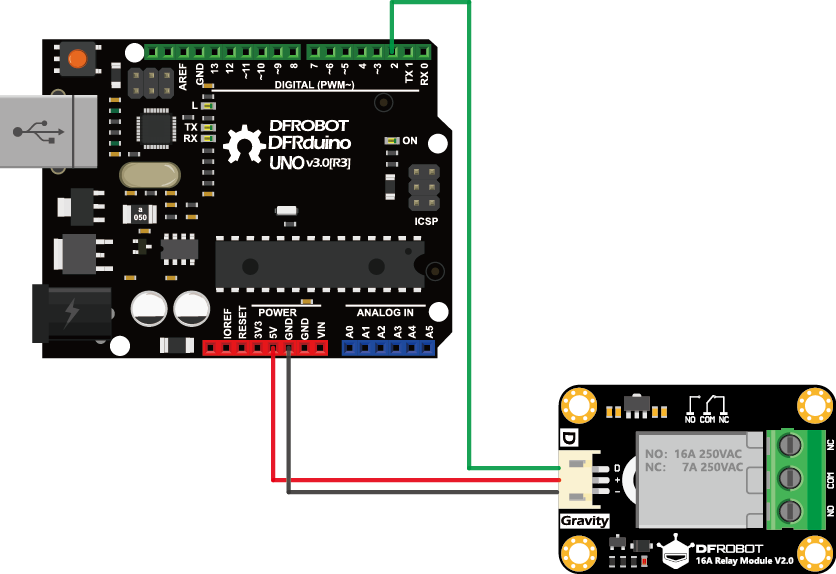 AREF
GND
13
12
~11
~10
~9
8
7
~6
~5
4
~3
2
TX 1
RX 0
DIGITAL (PWM~)
L
TX
RX
DFROBOT
DFRduino
UNO v3.0[R3]
ON
ICSP
a
050
POWER
ANALOG IN
IOREF
RESET
3V3
5V
GND
GND
VIN
A0
A1
A2
A3
A4
A5
NO COM NC
D
D
+
-
NO: 16A 250VAC
NC: 7A 250VAC
NC
COM
NO
Gravity
DFROBOT
16A Relay Module V2.0